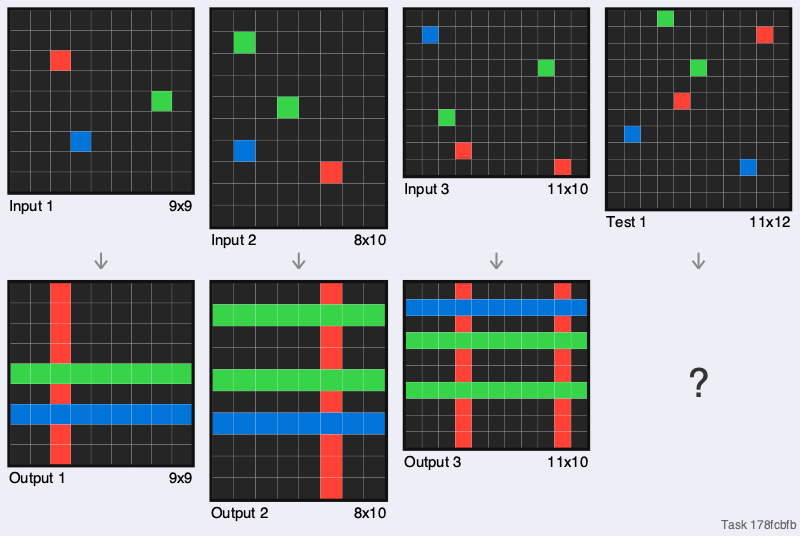 Input 1 9x9
Input 2 8x10
Input 3 11x10
Test 1 11x12
?
Output 1 9x9
Output 2 8x10
Output 3 11x10
Task 178fcbfb